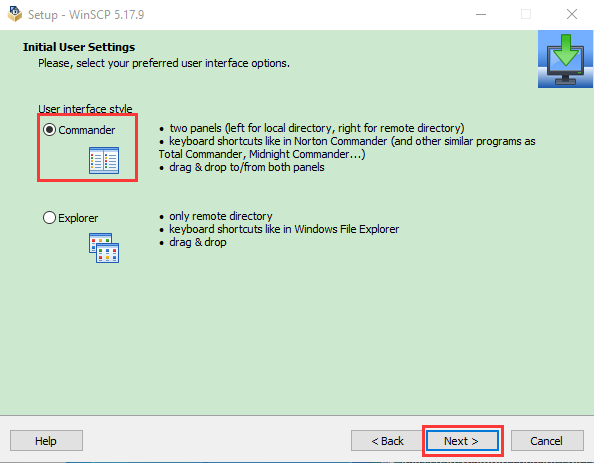 Setup - WinSCP 5.17.9
Initial User Settings
Please, select your preferred user interface options.
User interface style
Commander
• two panels (left for local directory, right for remote directory)
• keyboard shortcuts like in Norton Commander (and other similar programs as
Total Commander, Midnight Commander...)
• drag & drop to/from both panels
Explorer
• only remote directory
• keyboard shortcuts like in Windows File Explorer
• drag & drop
Help
< Back
Next >
Cancel